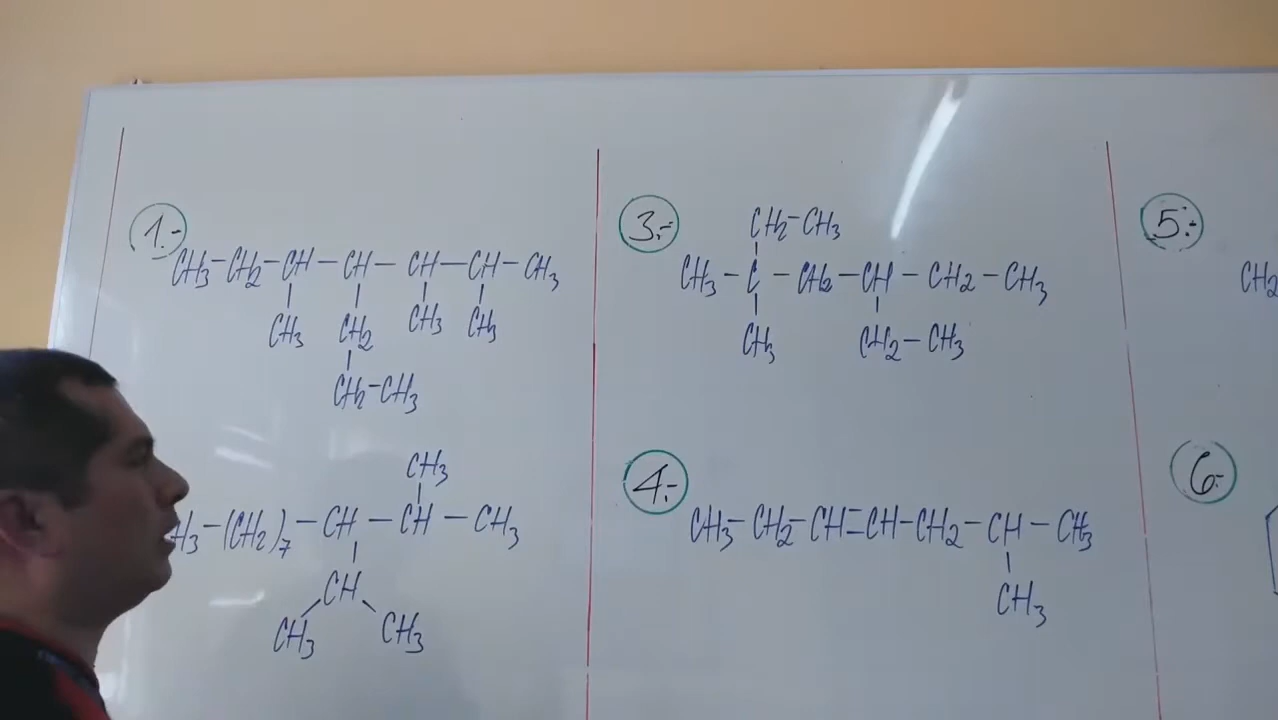 1.-
CH3-CH2-CH-CH-CH-CH-CH3
CH3 CH2 CH3 CH3
CH2-CH3
CH3
H3-(CH2)7-CH-CH-CH3
CH
CH3 CH3
3.-
CH2-CH3
CH3-C-CH2-CH-CH2-CH3
CH3 CH2-CH3
4.-
CH3-CH2-CH=CH-CH2-CH-CH3
CH3
5.-
CH2
6.-